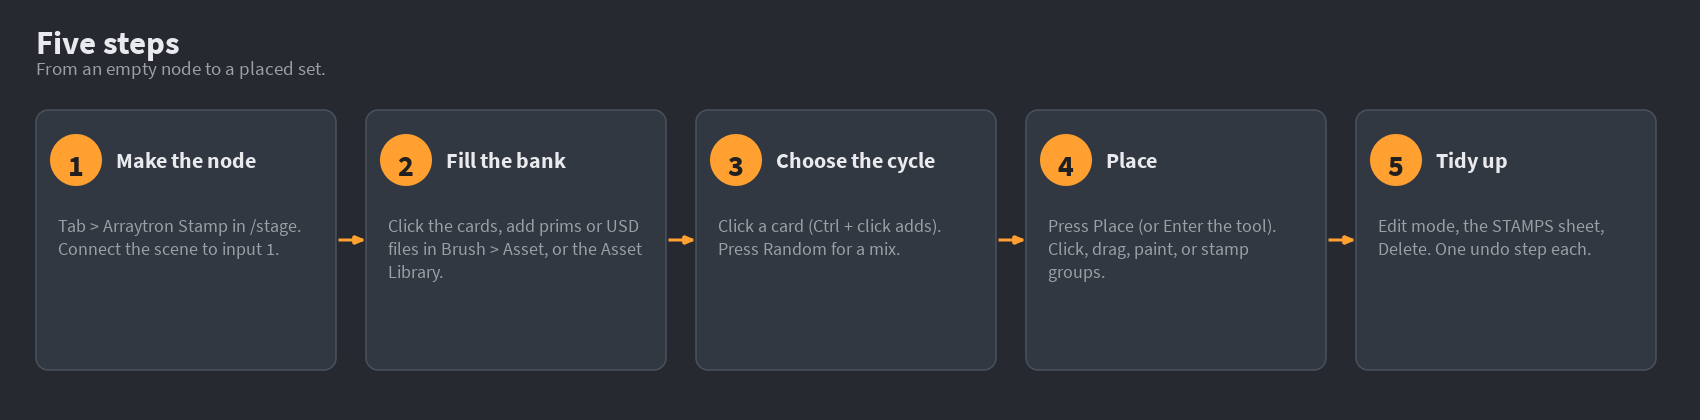 Five steps
From an empty node to a placed set.
1
Make the node
Tab > Arraytron Stamp in /stage.
Connect the scene to input 1.
2
Fill the bank
Click the cards, add prims or USD
files in Brush > Asset, or the Asset
Library.
3
Choose the cycle
Click a card (Ctrl + click adds).
Press Random for a mix.
4
Place
Press Place (or Enter the tool).
Click, drag, paint, or stamp
groups.
5
Tidy up
Edit mode, the STAMPS sheet,
Delete. One undo step each.